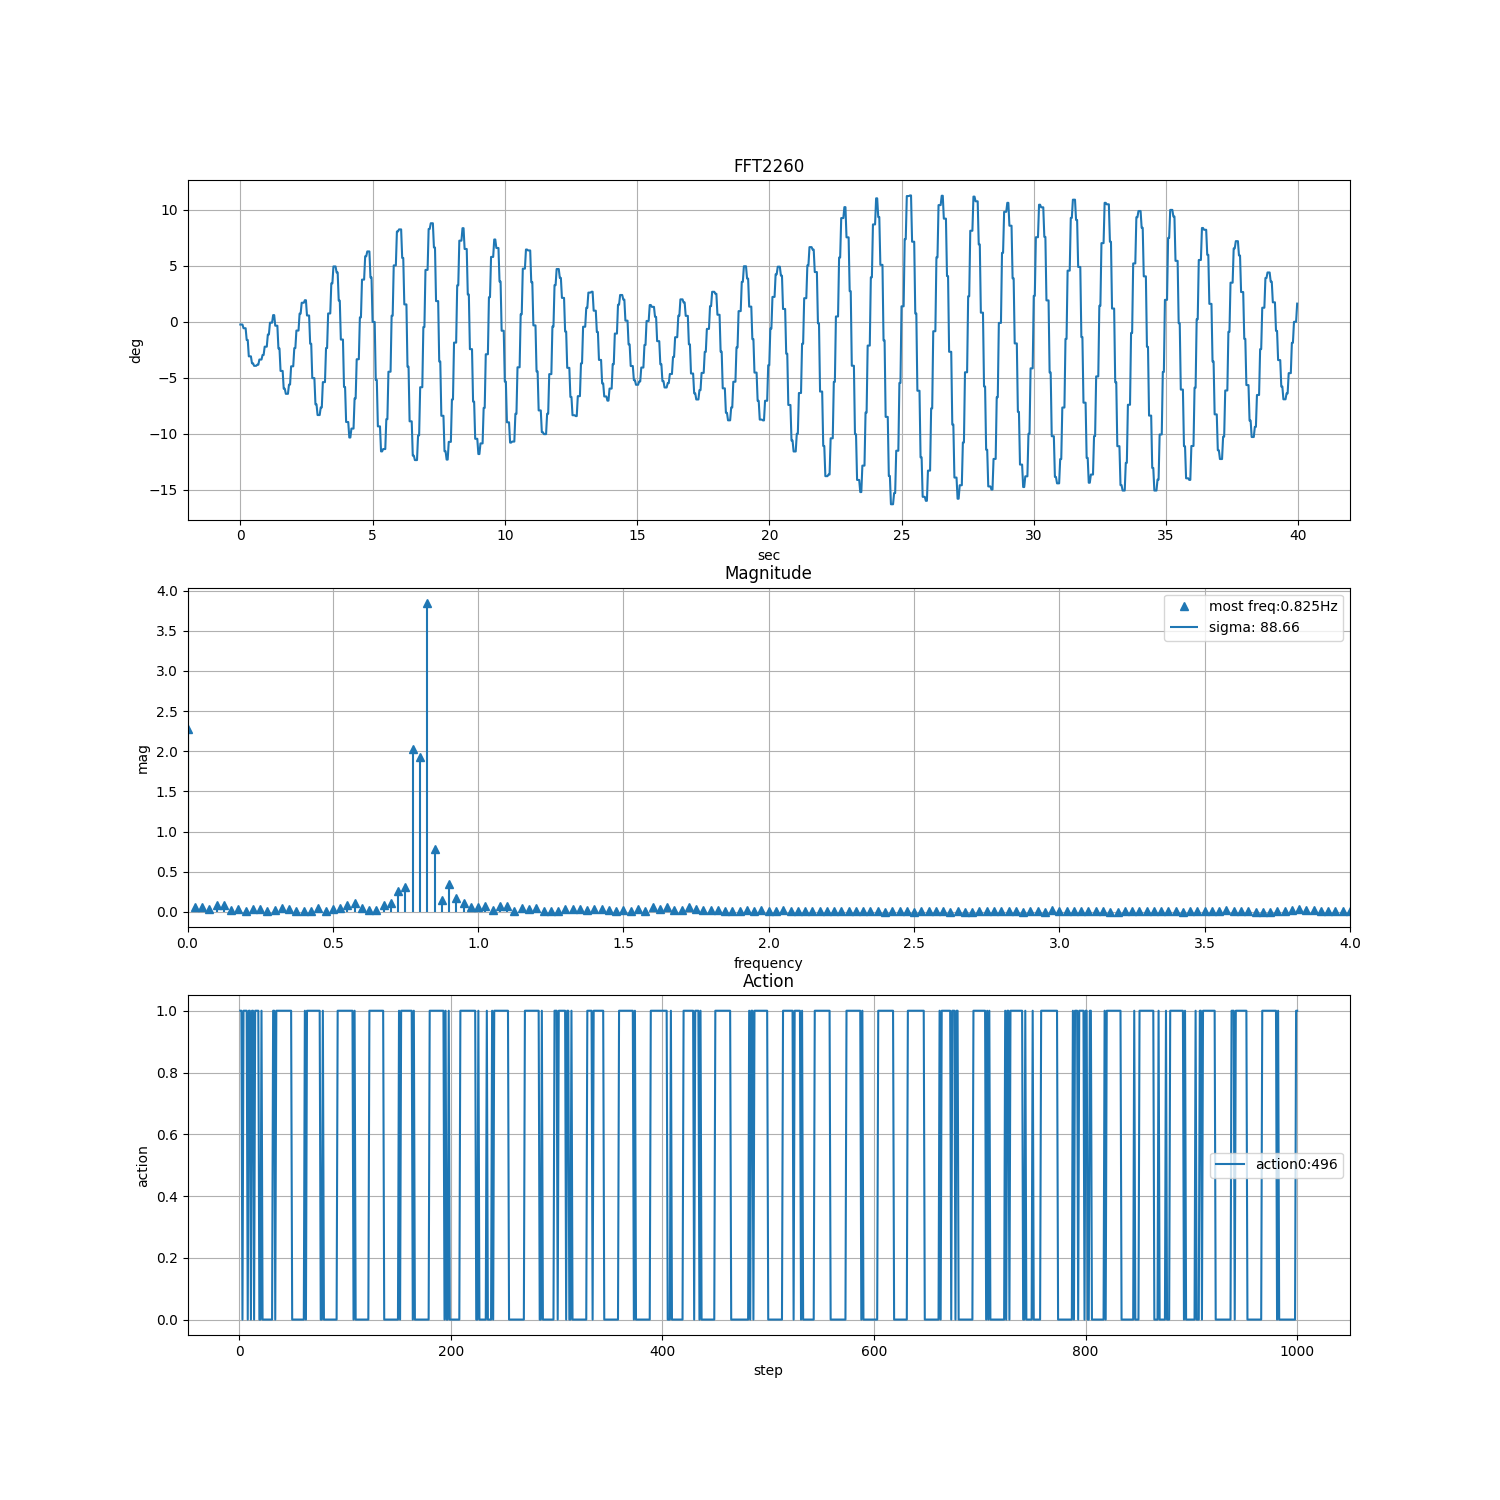 FFT2260
10
5
0
−5
−10
−15
deg
0 5 10 15 20 25 30 35 40
sec
Magnitude
4.0
3.5
3.0
2.5
2.0
1.5
1.0
0.5
0.0
mag
most freq:0.825Hz
sigma: 88.66
0.0 0.5 1.0 1.5 2.0 2.5 3.0 3.5 4.0
frequency
Action
1.0
0.8
0.6
0.4
0.2
0.0
action
action0:496
0 200 400 600 800 1000
step